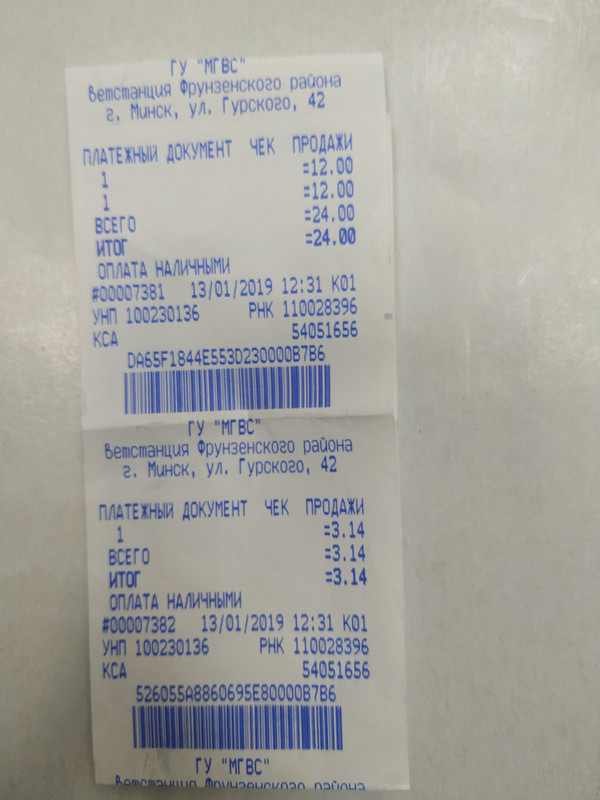 ГУ "МГВС"
Ветстанция Фрунзенского района
г. Минск, ул. Гурского, 42
ПЛАТЕЖНЫЙ ДОКУМЕНТ ЧЕК ПРОДАЖИ
1 =12.00
1 =12.00
ВСЕГО =24.00
ИТОГ =24.00
ОПЛАТА НАЛИЧНЫМИ
#00007381 13/01/2019 12:31 К01
УНП 100230136 РНК 110028396
КСА 54051656
DA65F1844E553D230000B7B6
ГУ "МГВС"
Ветстанция Фрунзенского района
г. Минск, ул. Гурского, 42
ПЛАТЕЖНЫЙ ДОКУМЕНТ ЧЕК ПРОДАЖИ
1 =3.14
ВСЕГО =3.14
ИТОГ =3.14
ОПЛАТА НАЛИЧНЫМИ
#00007382 13/01/2019 12:31 К01
УНП 100230136 РНК 110028396
КСА 54051656
526055A8860695E80000B7B6
ГУ "МГВС"
Ветстанция Фрунзенского района